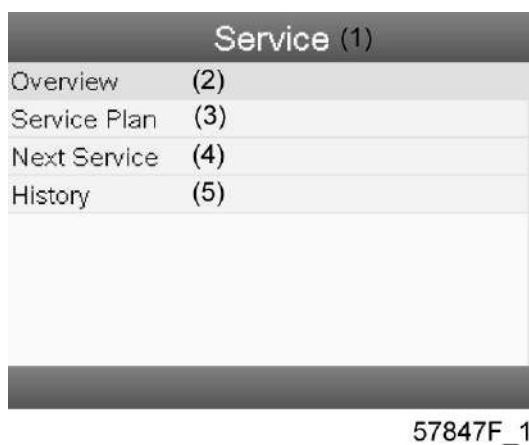 Service (1)
Overview (2)
Service Plan (3)
Next Service (4)
History (5)
57847F_1